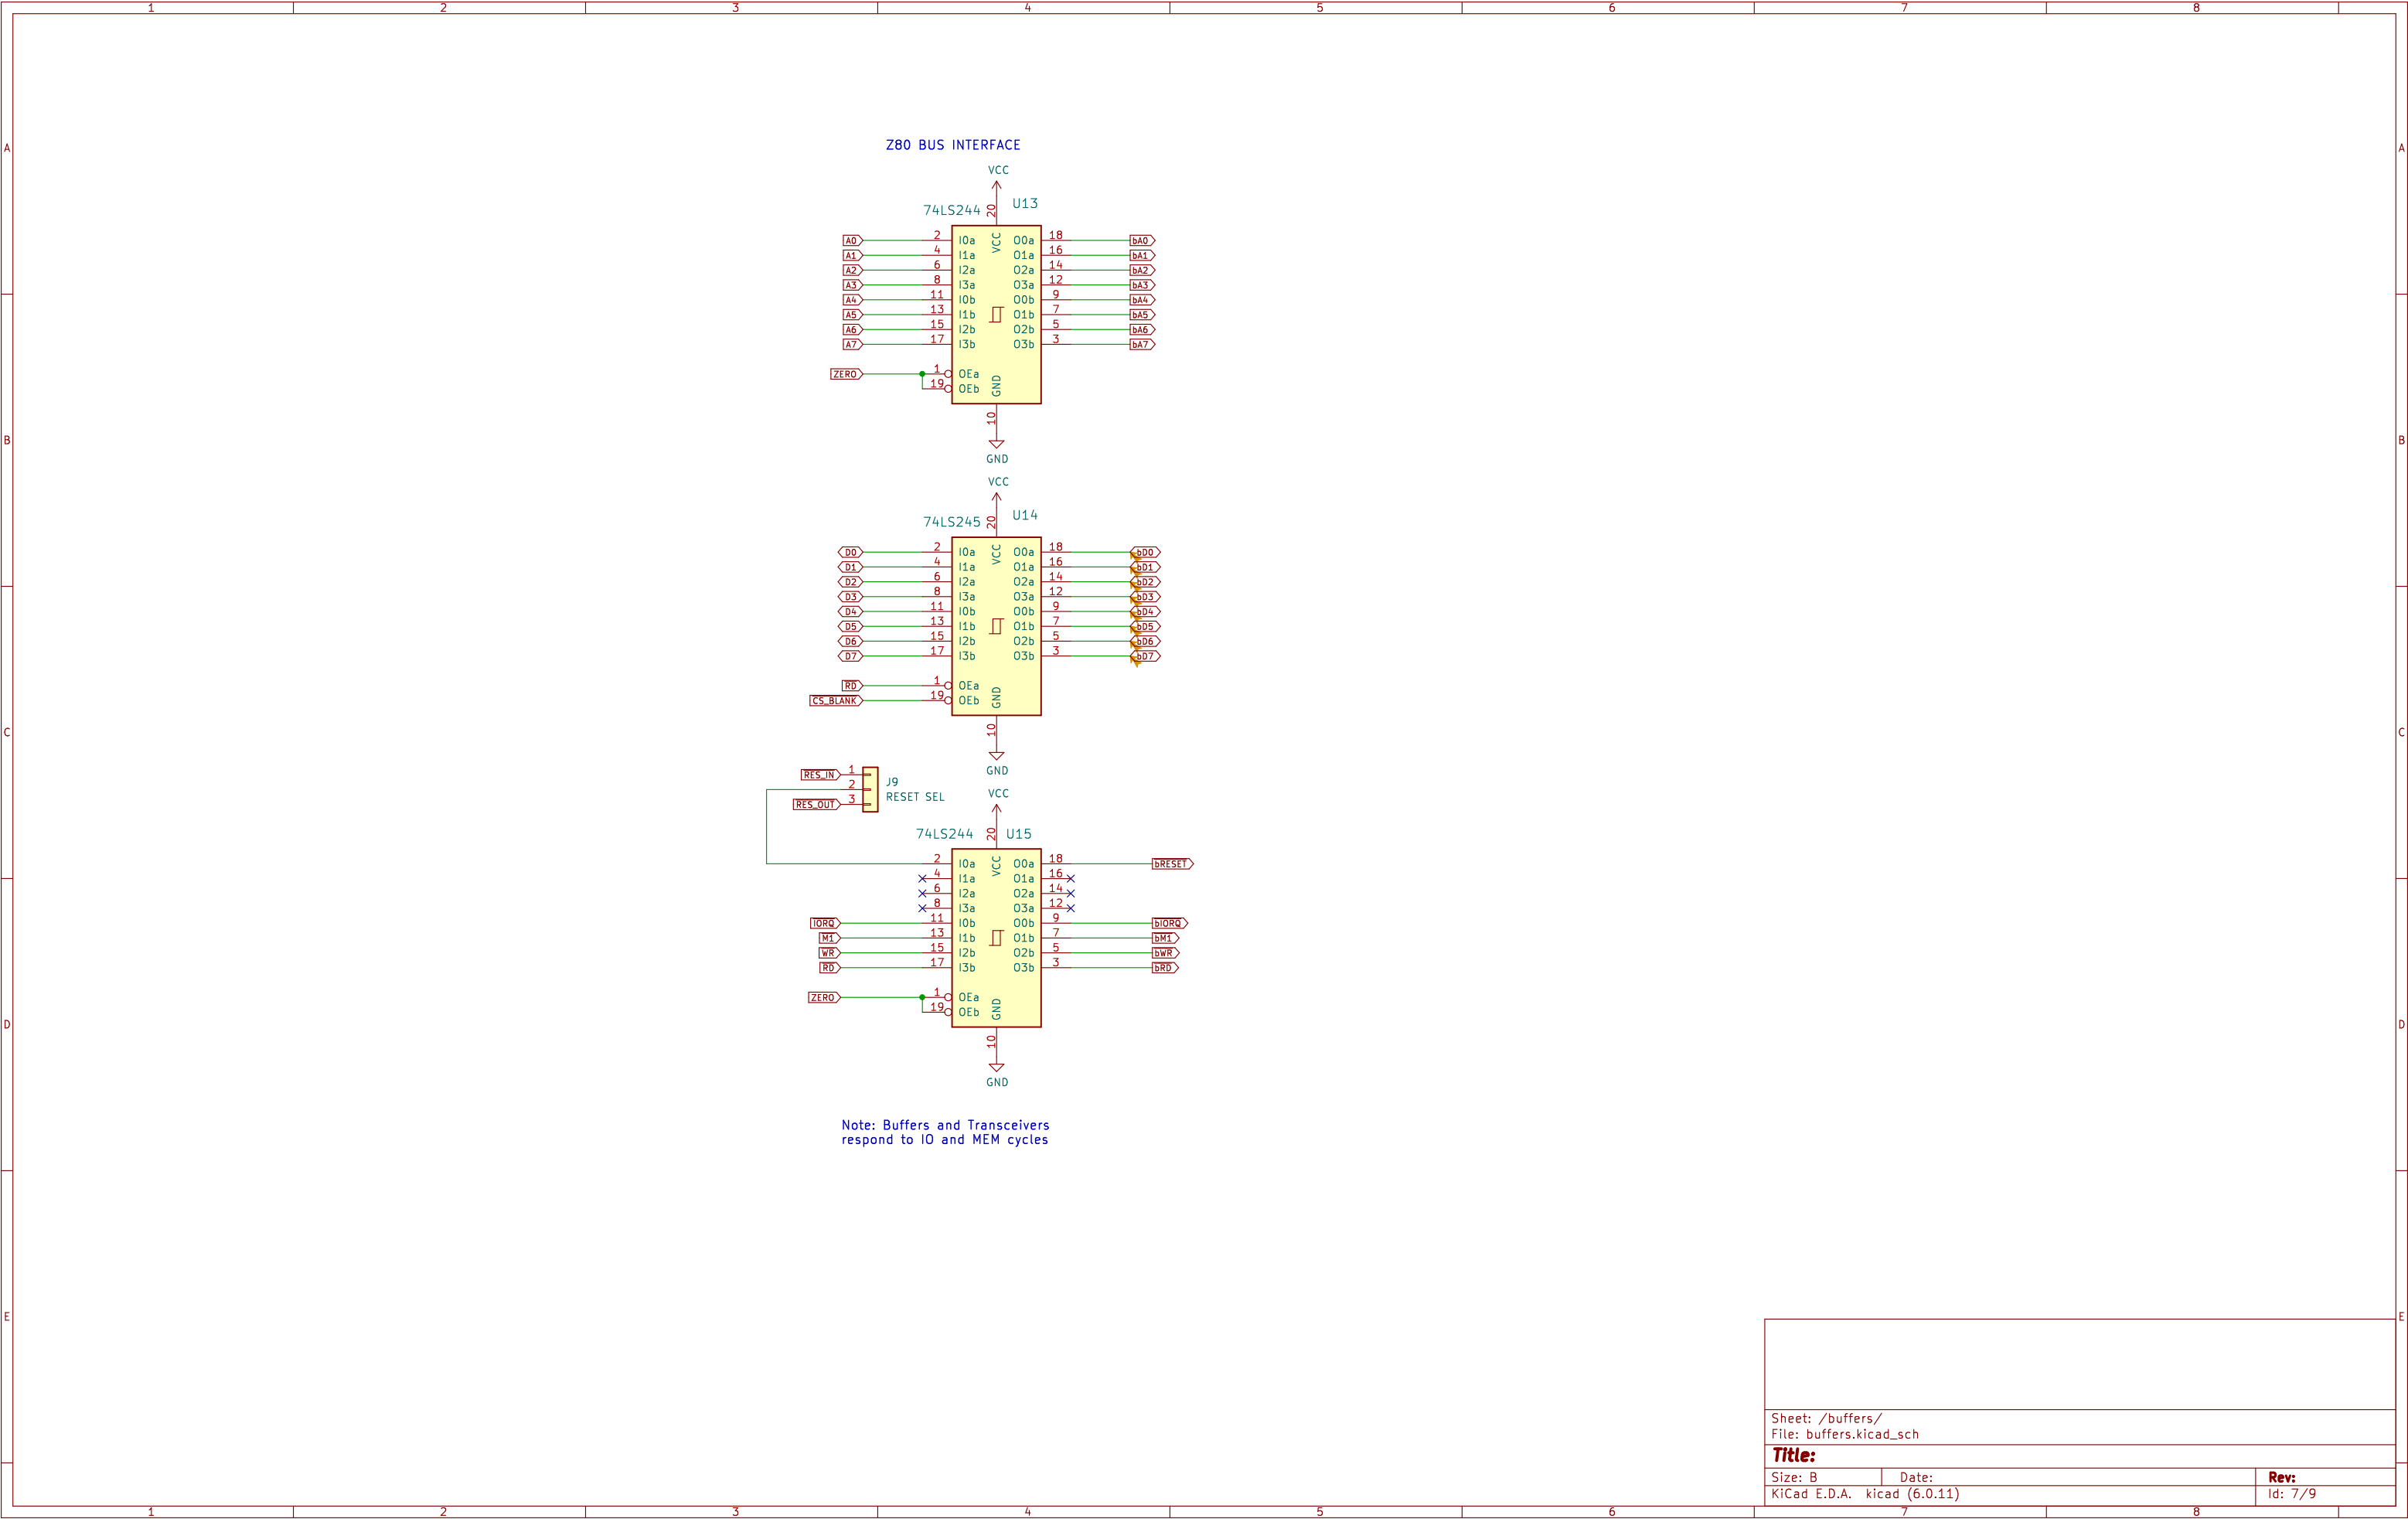 1 2 3 4 5 6 7 8
A A
B B
C C
D D
E E
Z80 BUS INTERFACE
VCC
74LS244 20 U13
A0 2 I0a VCC O0a 18 bA0
A1 4 I1a O1a 16 bA1
A2 6 I2a O2a 14 bA2
A3 8 I3a O3a 12 bA3
A4 11 I0b O0b 9 bA4
A5 13 I1b O1b 7 bA5
A6 15 I2b O2b 5 bA6
A7 17 I3b O3b 3 bA7
ZERO 1 OEa GND
19 OEb
10
GND
VCC
74LS245 20 U14
D0 2 I0a VCC O0a 18 bD0
D1 4 I1a O1a 16 bD1
D2 6 I2a O2a 14 bD2
D3 8 I3a O3a 12 bD3
D4 11 I0b O0b 9 bD4
D5 13 I1b O1b 7 bD5
D6 15 I2b O2b 5 bD6
D7 17 I3b O3b 3 bD7
RD 1 OEa GND
CS_BLANK 19 OEb
10
GND
RES_IN 1
2
RES_OUT 3
J9
RESET SEL
VCC
74LS244 20 U15
2 I0a VCC O0a 18 bRESET
4 I1a O1a 16
6 I2a O2a 14
8 I3a O3a 12
IORQ 11 I0b O0b 9 bIORQ
M1 13 I1b O1b 7 bM1
WR 15 I2b O2b 5 bWR
RD 17 I3b O3b 3 bRD
ZERO 1 OEa GND
19 OEb
10
GND
Note: Buffers and Transceivers
respond to IO and MEM cycles
Sheet: /buffers/
File: buffers.kicad_sch
Title:
Size: B Date: Rev:
KiCad E.D.A. kicad (6.0.11) Id: 7/9
1 2 3 4 5 6 7 8